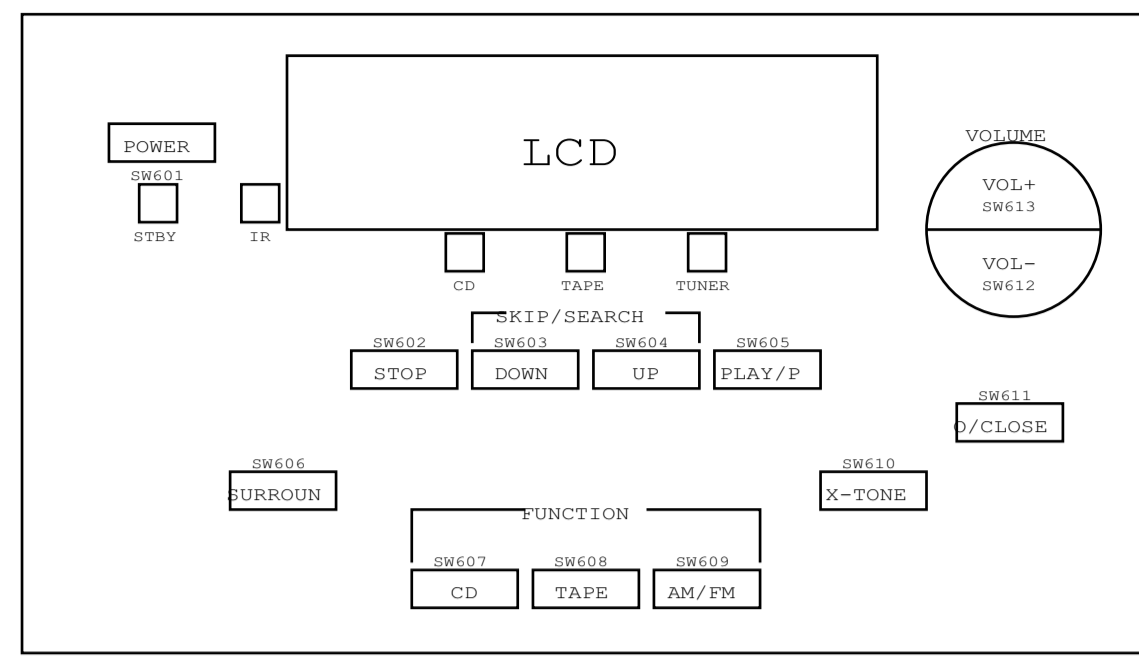 LCD
POWER
SW601
STBY
IR
VOLUME
VOL+
SW613
VOL-
SW612
CD
TAPE
TUNER
SKIP/SEARCH
SW602
SW603
SW604
SW605
STOP
DOWN
UP
PLAY/P
SW611
O/CLOSE
SW606
SURROUN
SW610
X-TONE
FUNCTION
SW607
SW608
SW609
CD
TAPE
AM/FM